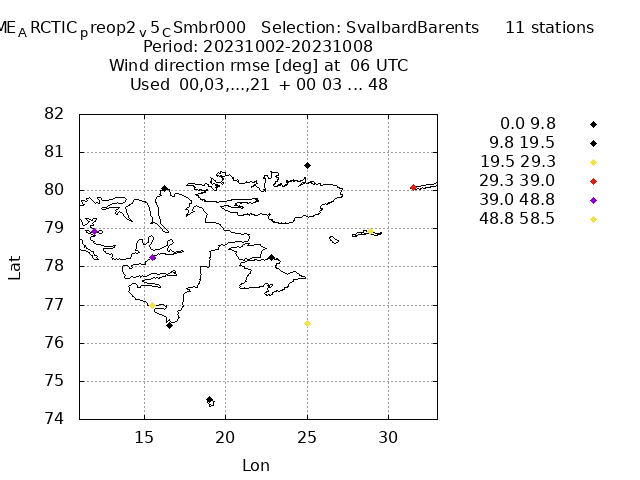 ME_ARCTIC_preop2_v5_CSmbr000 Selection: SvalbardBarents 11 stations
Period: 20231002-20231008
Wind direction rmse [deg] at 06 UTC
Used 00,03,...,21 + 00 03 ... 48
82
81
80
79
78
77
76
75
74
15 20 25 30
Lat
Lon
0.0 9.8
9.8 19.5
19.5 29.3
29.3 39.0
39.0 48.8
48.8 58.5